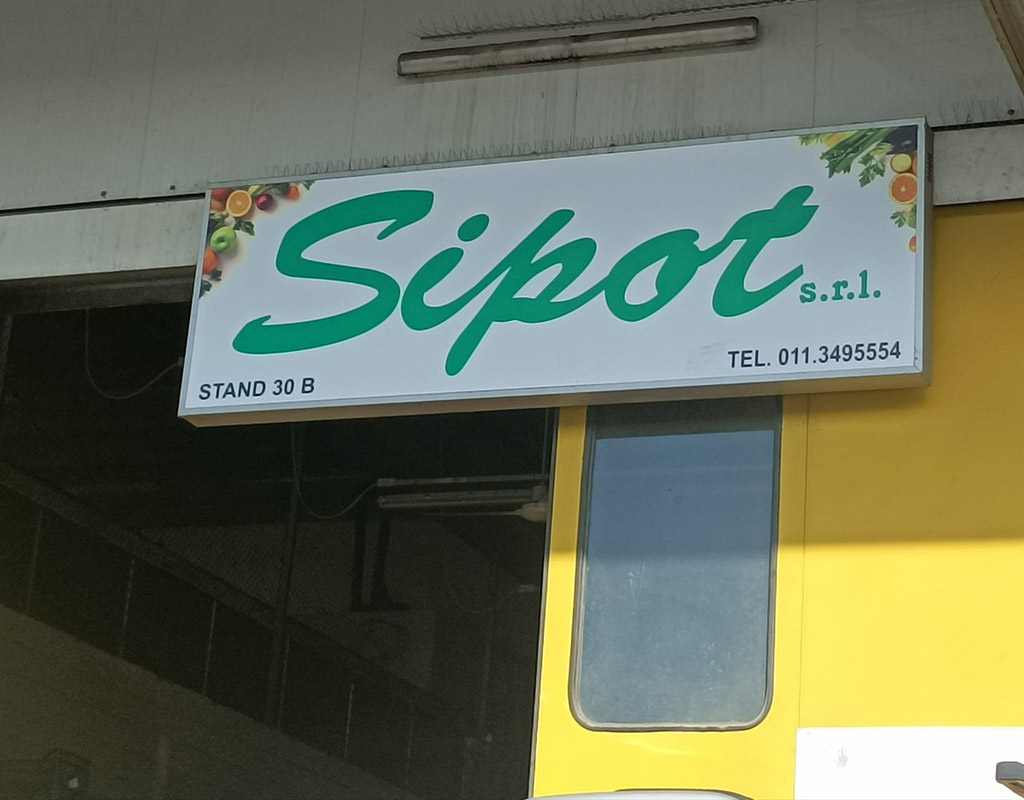 Sipot s.r.l.
STAND 30 B
TEL. 011.3495554